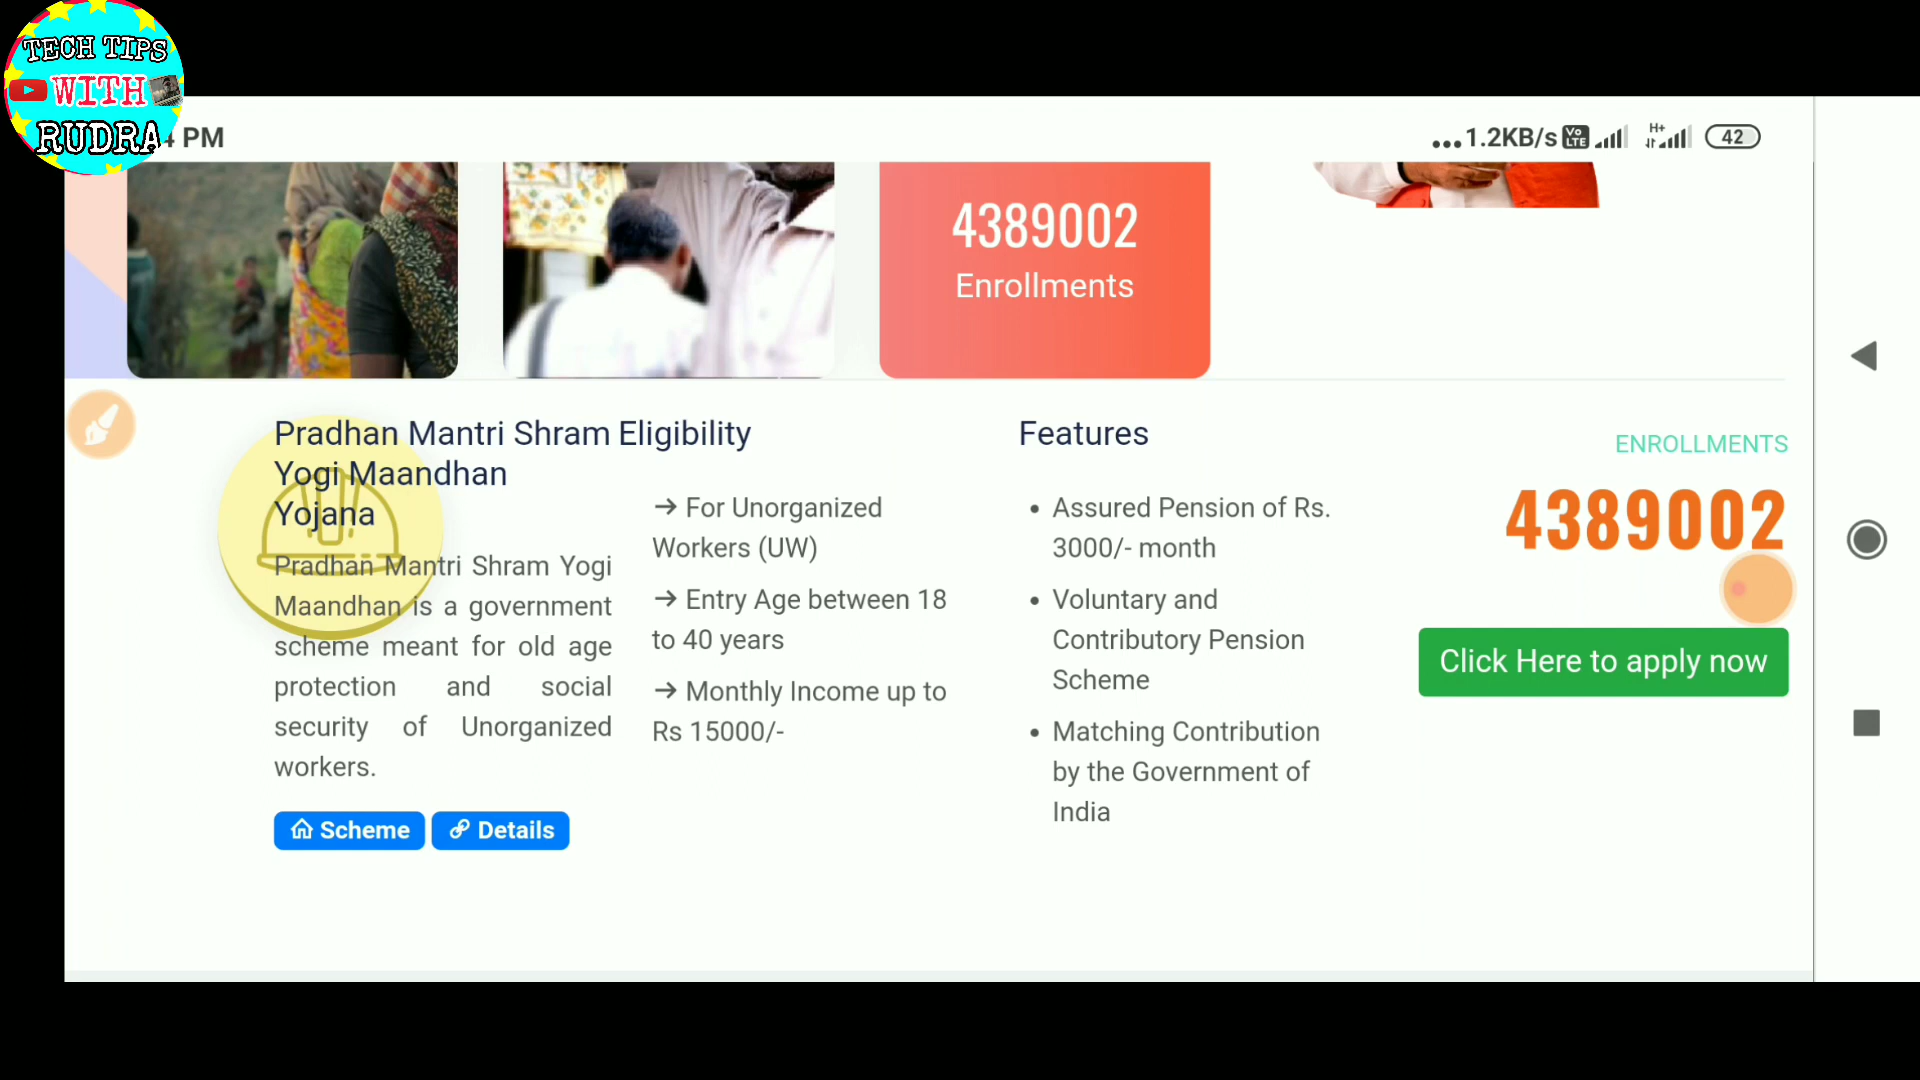 TECH TIPS
WITH
RUDRA
4 PM
...1.2KB/s Vo LTE H+ 42
4389002
Enrollments
Pradhan Mantri Shram
Yogi Maandhan
Yojana
Pradhan Mantri Shram Yogi
Maandhan is a government
scheme meant for old age
protection and social
security of Unorganized
workers.
Scheme
Details
Eligibility
→ For Unorganized
Workers (UW)
→ Entry Age between 18
to 40 years
→ Monthly Income up to
Rs 15000/-
Features
• Assured Pension of Rs.
3000/- month
• Voluntary and
Contributory Pension
Scheme
• Matching Contribution
by the Government of
India
ENROLLMENTS
4389002
Click Here to apply now